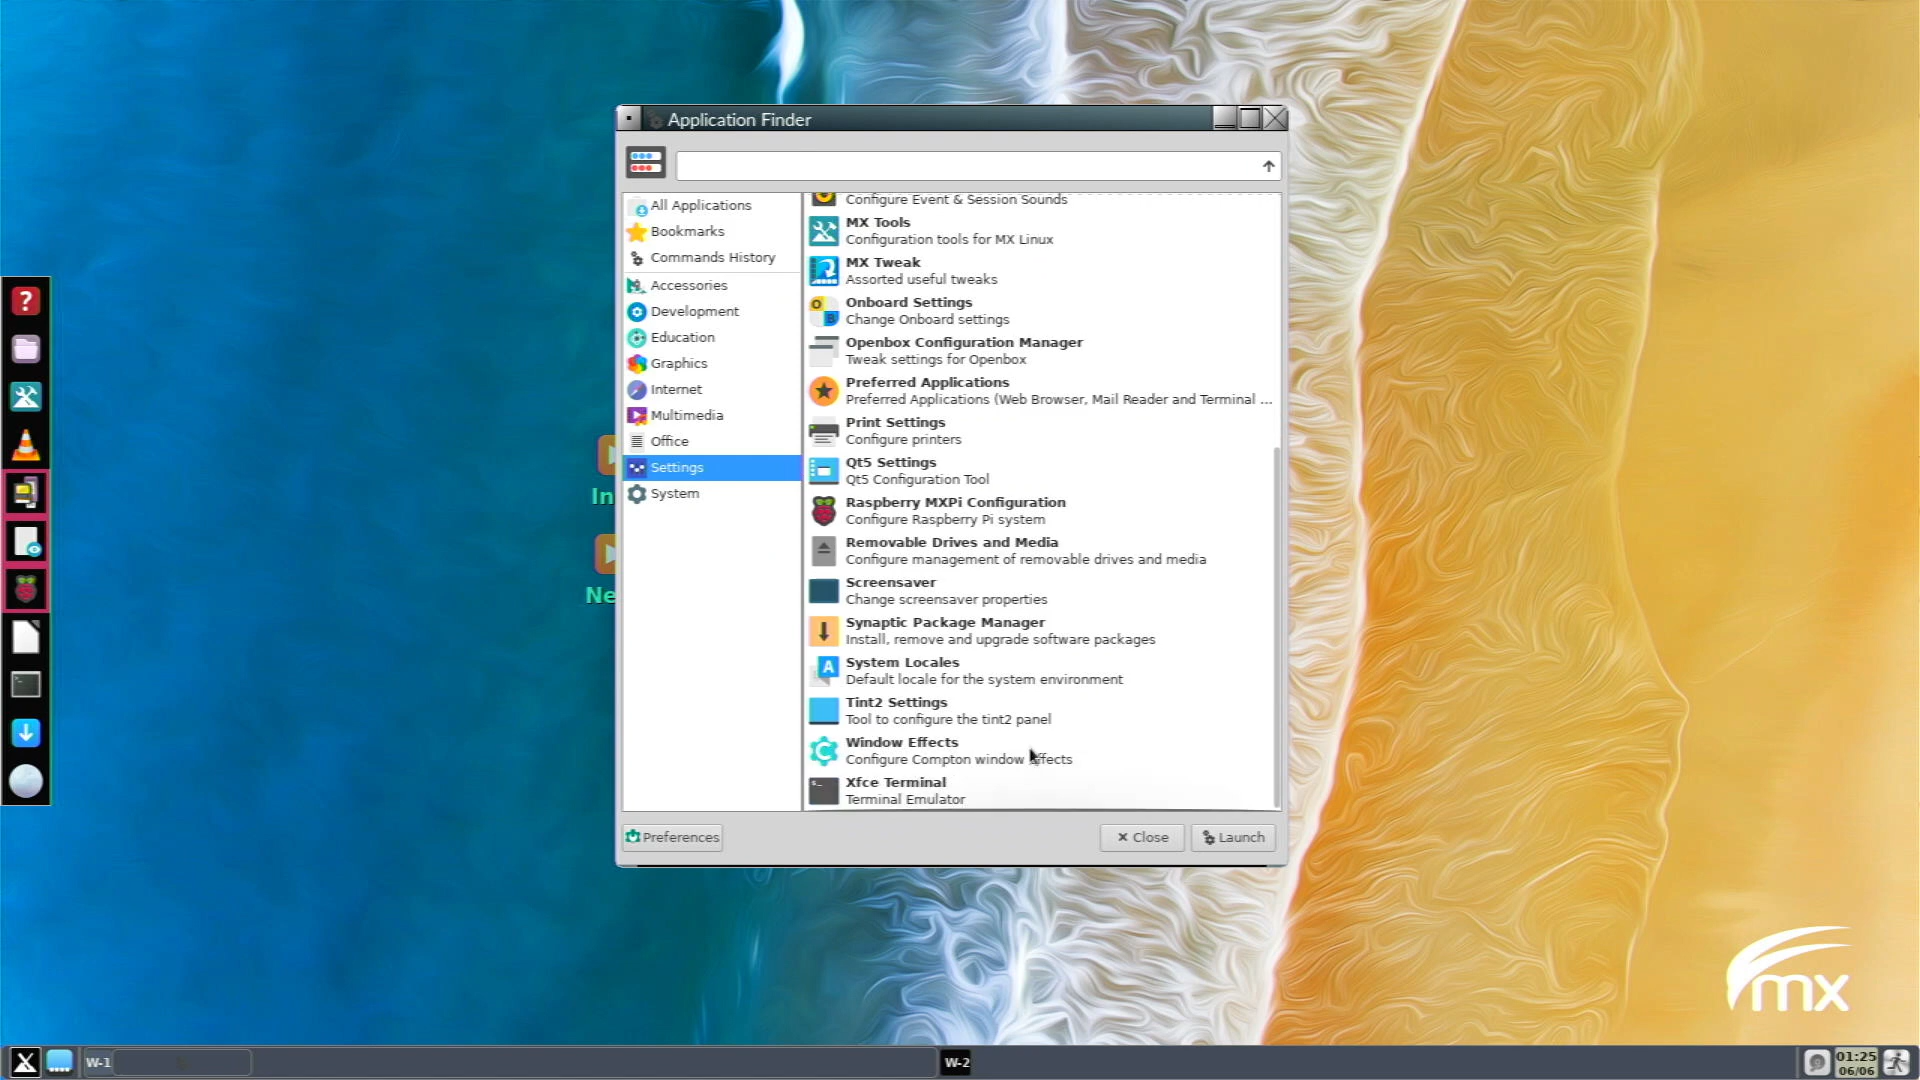 Application Finder
All Applications
Bookmarks
Commands History
Accessories
Development
Education
Graphics
Internet
Multimedia
Office
Settings
System
Configure Event & Session Sounds
MX Tools
Configuration tools for MX Linux
MX Tweak
Assorted useful tweaks
Onboard Settings
Change Onboard settings
Openbox Configuration Manager
Tweak settings for Openbox
Preferred Applications
Preferred Applications (Web Browser, Mail Reader and Terminal ...
Print Settings
Configure printers
Qt5 Settings
Qt5 Configuration Tool
Raspberry MXPi Configuration
Configure Raspberry Pi system
Removable Drives and Media
Configure management of removable drives and media
Screensaver
Change screensaver properties
Synaptic Package Manager
Install, remove and upgrade software packages
System Locales
Default locale for the system environment
Tint2 Settings
Tool to configure the tint2 panel
Window Effects
Configure Compton window effects
Xfce Terminal
Terminal Emulator
Preferences
Close
Launch
In
Ne
mx
W-1
W-2
01:25
06/06